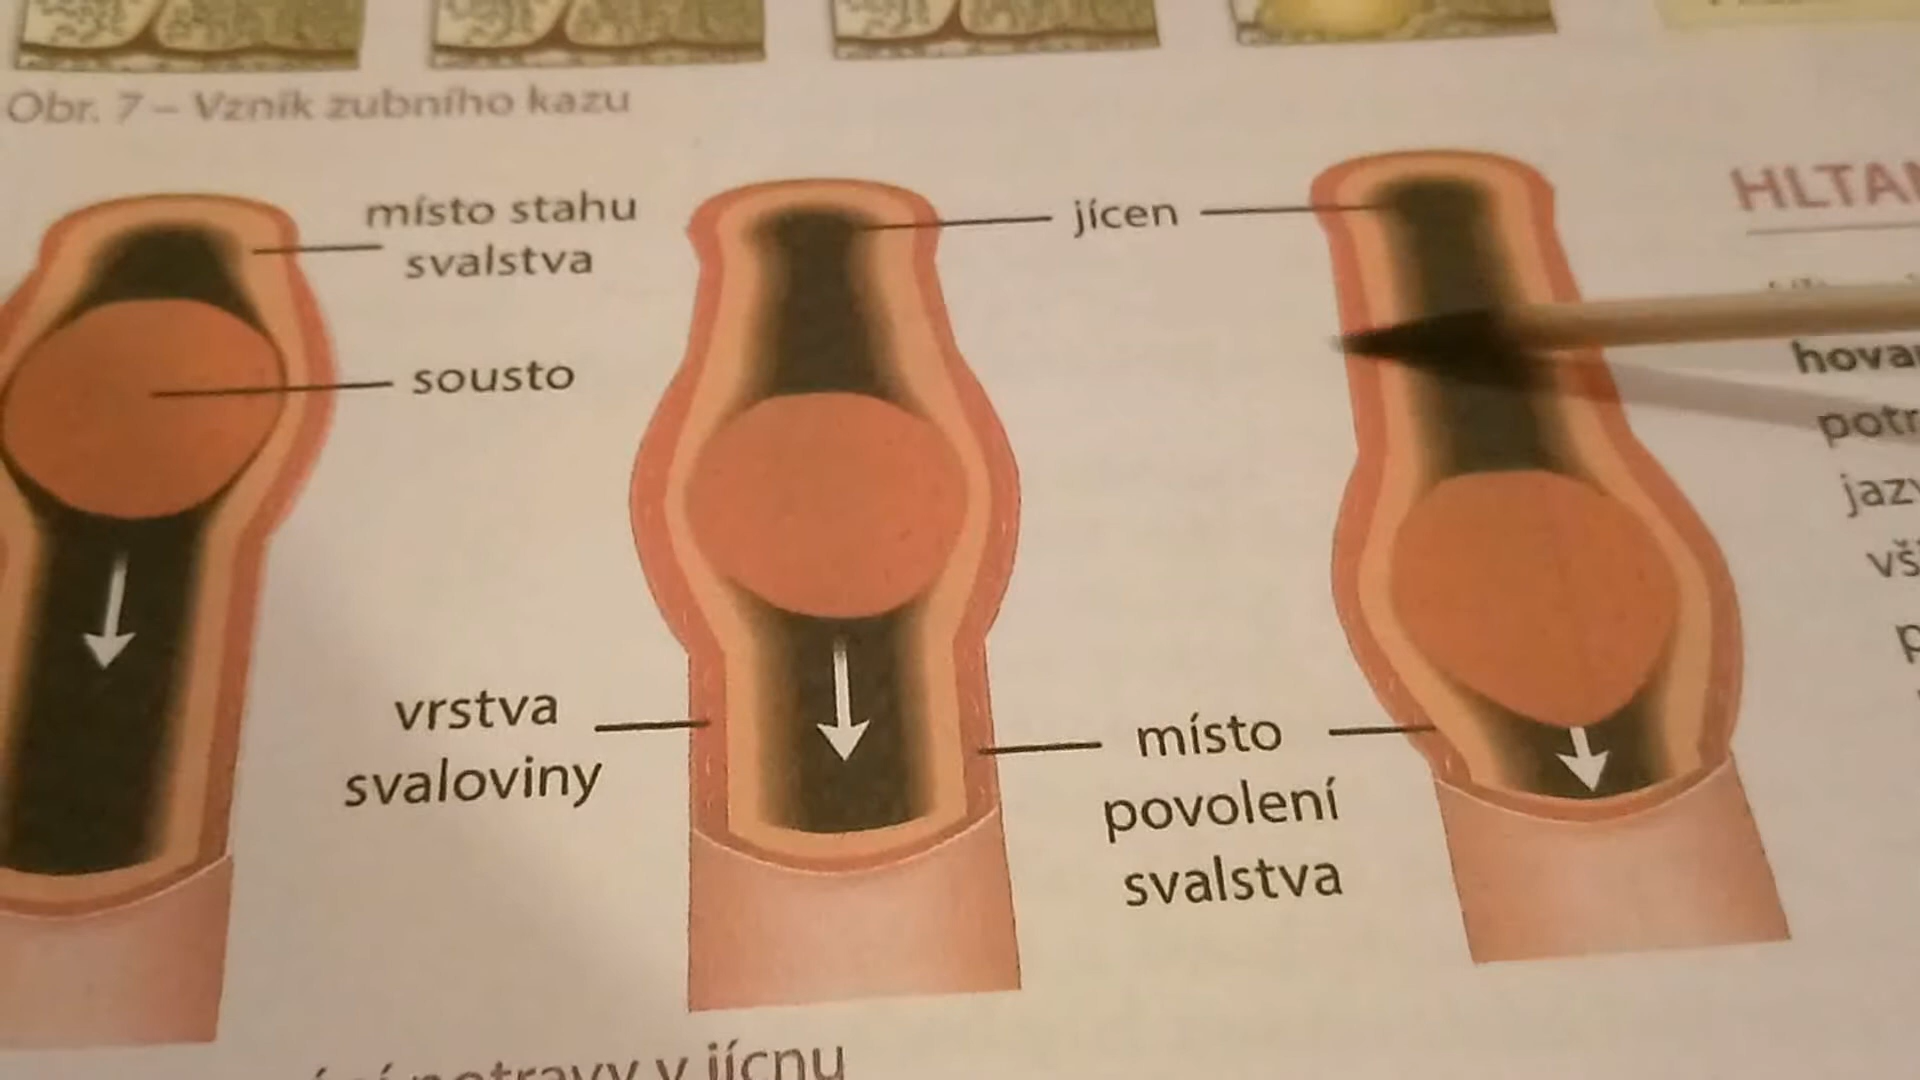 Obr. 7 – Vznik zubního kazu
místo stahu
svalstva
sousto
jícen
vrstva
svaloviny
místo
povolení
svalstva
potravy v jícnu
HLTAN
hova
potr
jazy
vš
p